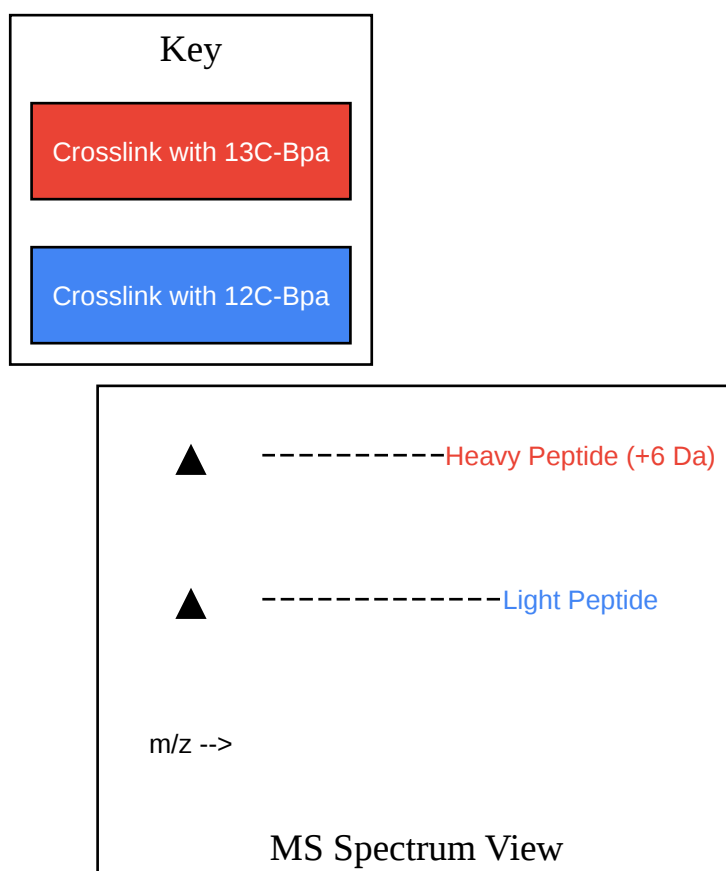 Key
Crosslink with 13C-Bpa
Crosslink with 12C-Bpa
Heavy Peptide (+6 Da)
Light Peptide
m/z -->
MS Spectrum View